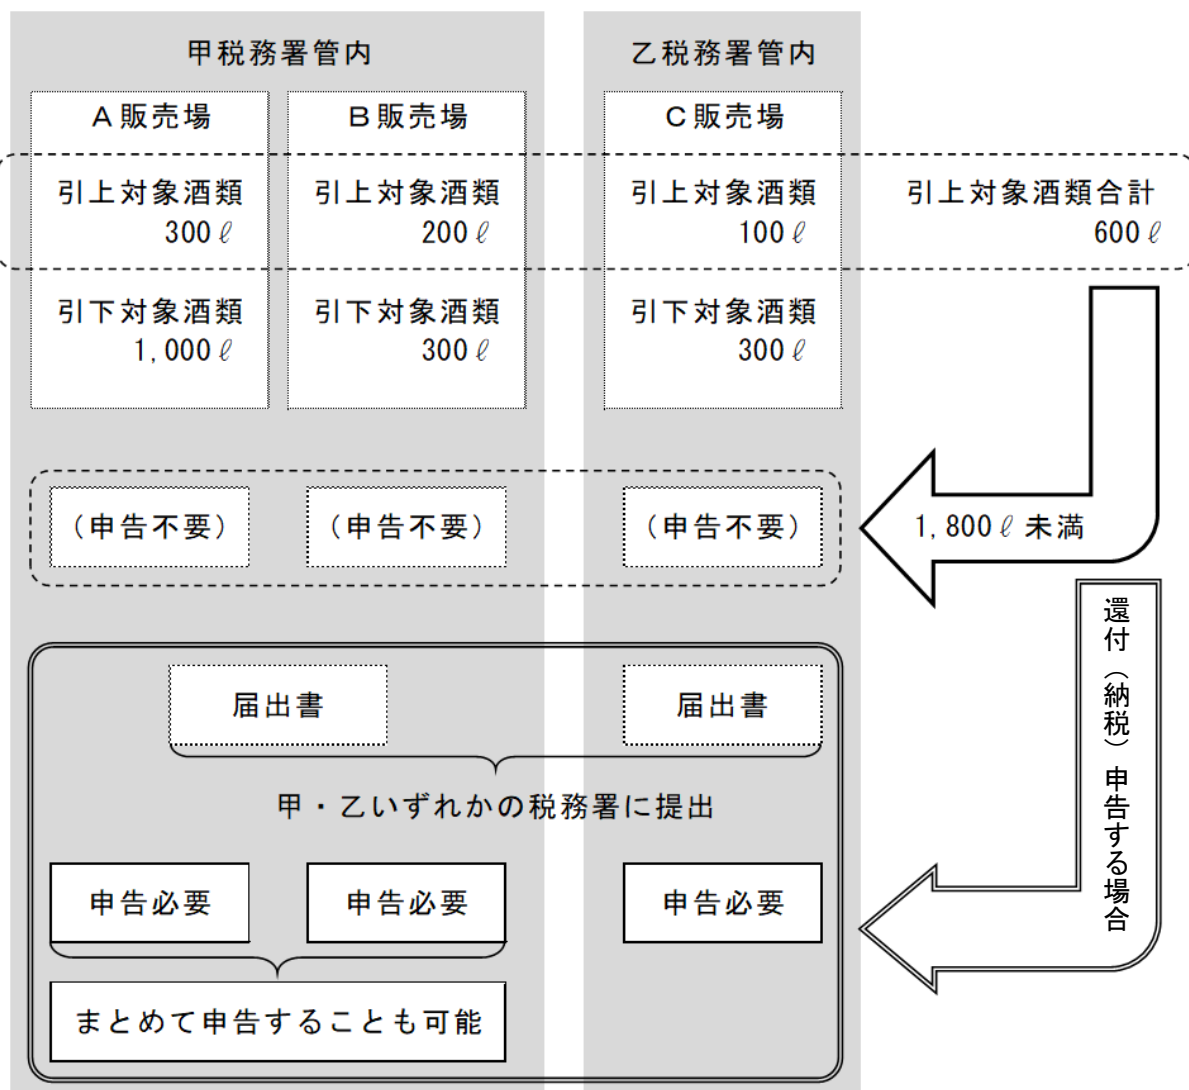 甲税務署管内
乙税務署管内
A販売場
B販売場
C販売場
引上対象酒類
300ℓ
引上対象酒類
200ℓ
引上対象酒類
100ℓ
引上対象酒類合計
600ℓ
引下対象酒類
1,000ℓ
引下対象酒類
300ℓ
引下対象酒類
300ℓ
(申告不要)
(申告不要)
(申告不要)
1,800ℓ 未満
還付(納税)申告する場合
届出書
届出書
甲・乙いずれかの税務署に提出
申告必要
申告必要
申告必要
まとめて申告することも可能